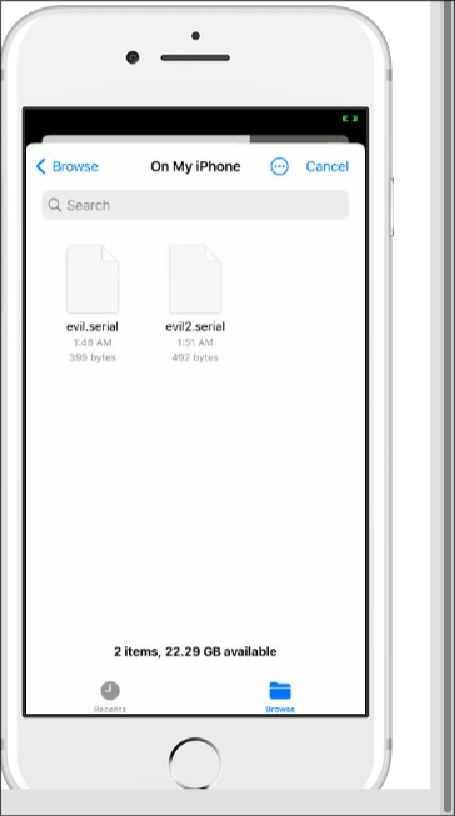 Browse
On My iPhone
Cancel
Search
evil.serial
evil2.serial
1:48 AM
1:51 AM
399 bytes
492 bytes
2 items, 22.29 GB available
Recents
Browse